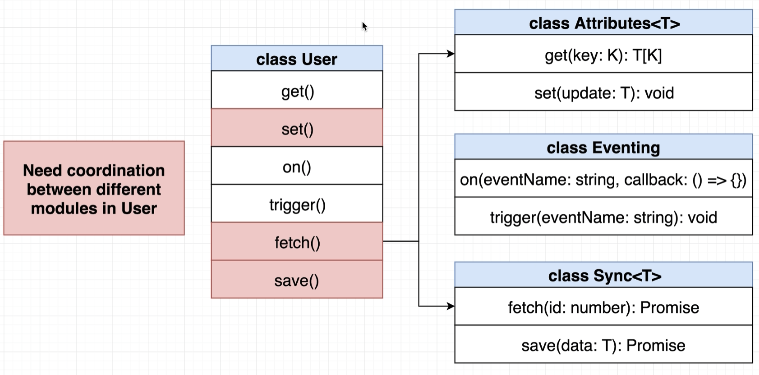 Need coordination
between different
modules in User
class User
get()
set()
on()
trigger()
fetch()
save()
class Attributes<T>
get(key: K): T[K]
set(update: T): void
class Eventing
on(eventName: string, callback: () => {})
trigger(eventName: string): void
class Sync<T>
fetch(id: number): Promise
save(data: T): Promise